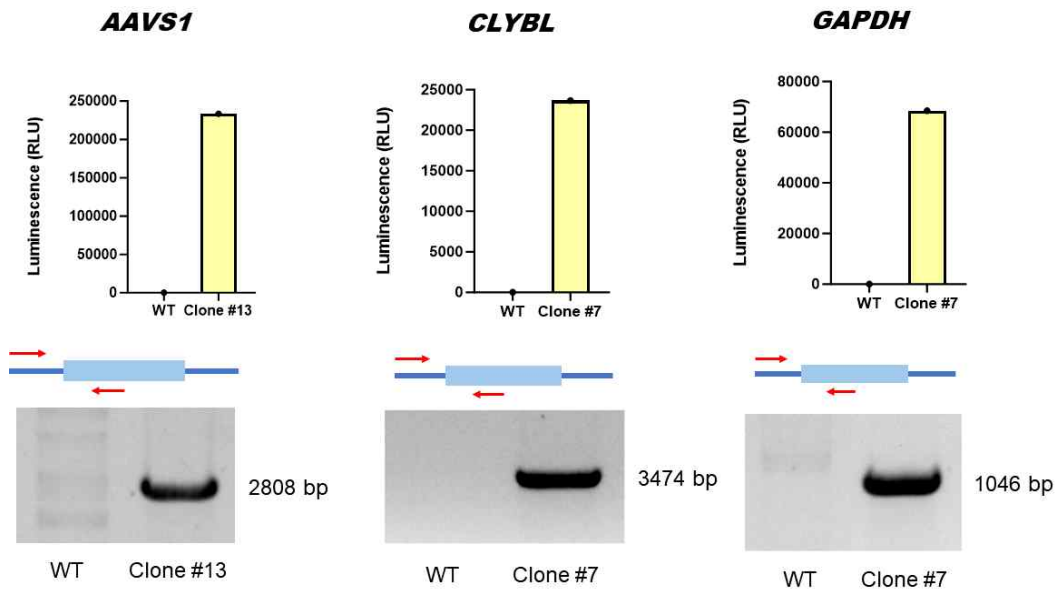 AAVS1
Luminescence (RLU)
250000
200000
150000
100000
50000
0
WT Clone #13
2808 bp
WT Clone #13
CLYBL
Luminescence (RLU)
25000
20000
15000
10000
5000
0
WT Clone #7
3474 bp
WT Clone #7
GAPDH
Luminescence (RLU)
80000
60000
40000
20000
0
WT Clone #7
1046 bp
WT Clone #7